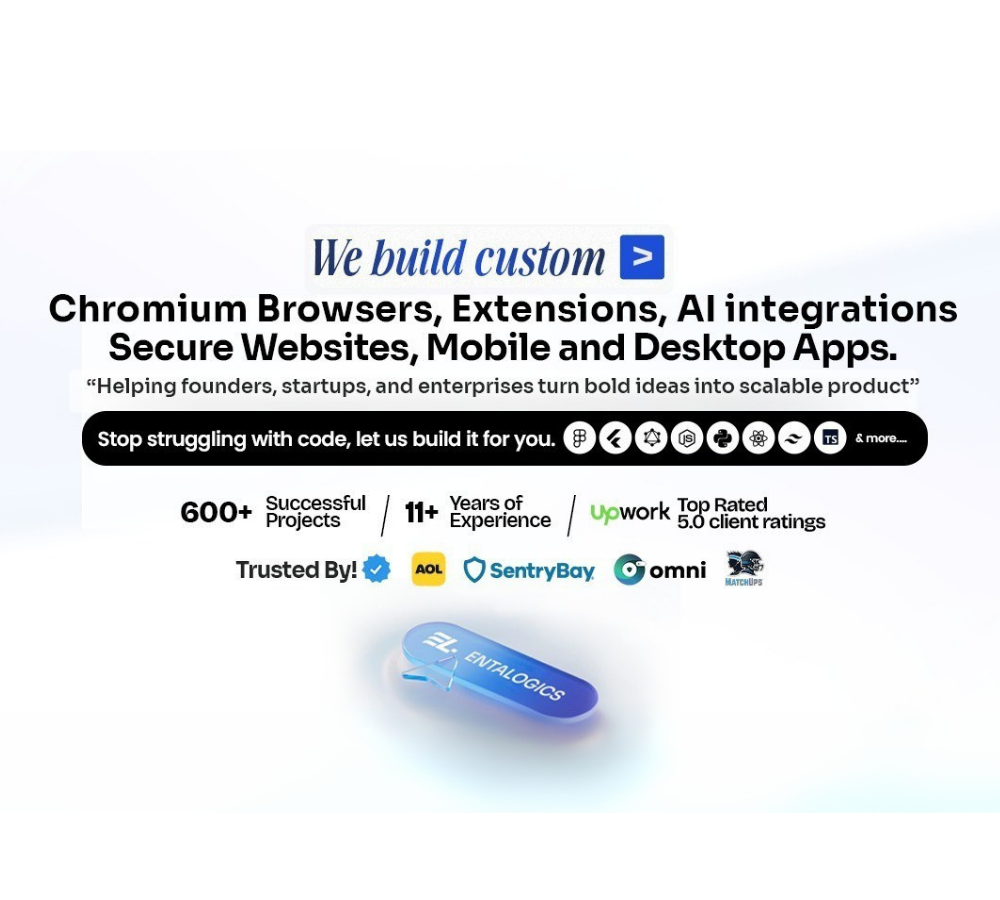 We build custom >
Chromium Browsers, Extensions, AI integrations
Secure Websites, Mobile and Desktop Apps.
“Helping founders, startups, and enterprises turn bold ideas into scalable product”
Stop struggling with code, let us build it for you. JS TS & more....
600+ Successful Projects / 11+ Years of Experience / Upwork Top Rated 5.0 client ratings
Trusted By! AOL SentryBay omni MATCHUPS
EL. ENTALOGICS